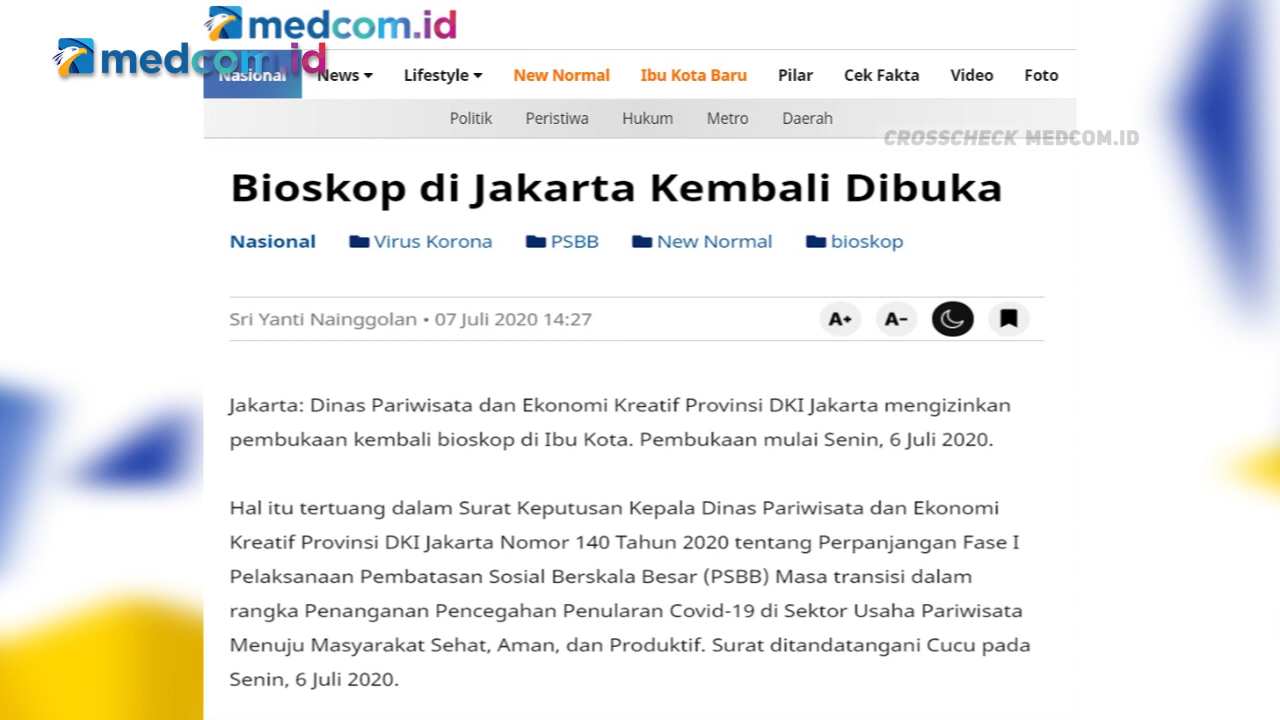 medcom.id
medcom.id
Nasional News Lifestyle New Normal Ibu Kota Baru Pilar Cek Fakta Video Foto
Politik Peristiwa Hukum Metro Daerah
CROSSCHECK MEDCOM.ID
Bioskop di Jakarta Kembali Dibuka
Nasional Virus Korona PSBB New Normal bioskop
Sri Yanti Nainggolan • 07 Juli 2020 14:27 A+ A-
Jakarta: Dinas Pariwisata dan Ekonomi Kreatif Provinsi DKI Jakarta mengizinkan
pembukaan kembali bioskop di Ibu Kota. Pembukaan mulai Senin, 6 Juli 2020.
Hal itu tertuang dalam Surat Keputusan Kepala Dinas Pariwisata dan Ekonomi
Kreatif Provinsi DKI Jakarta Nomor 140 Tahun 2020 tentang Perpanjangan Fase I
Pelaksanaan Pembatasan Sosial Berskala Besar (PSBB) Masa transisi dalam
rangka Penanganan Pencegahan Penularan Covid-19 di Sektor Usaha Pariwisata
Menuju Masyarakat Sehat, Aman, dan Produktif. Surat ditandatangani Cucu pada
Senin, 6 Juli 2020.